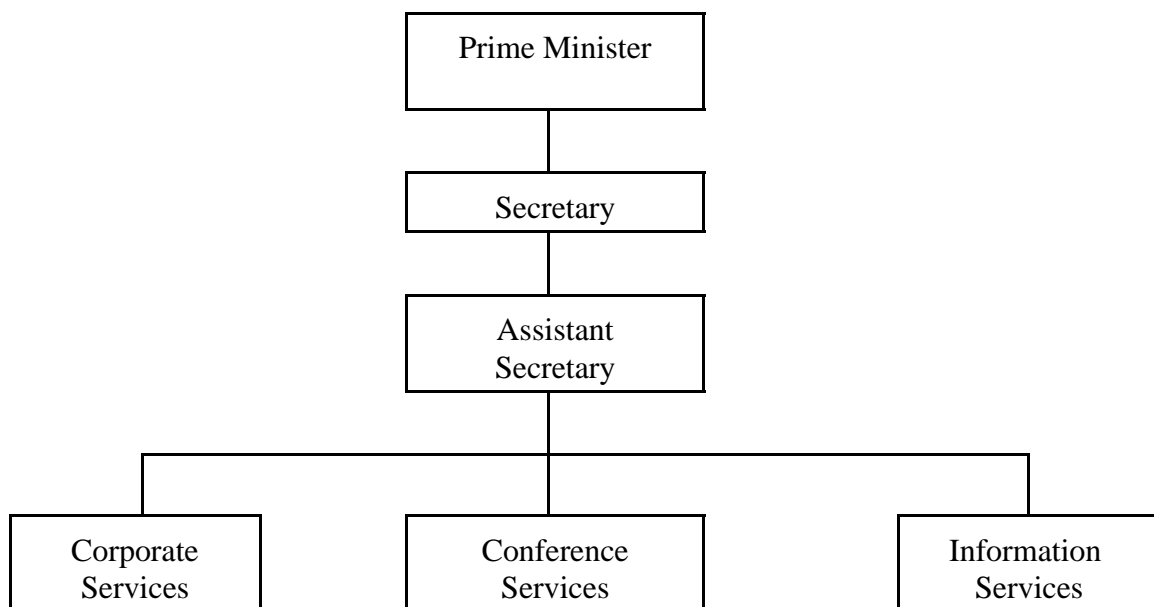 Prime Minister
Secretary
Assistant
Secretary
Corporate
Services
Conference
Services
Information
Services